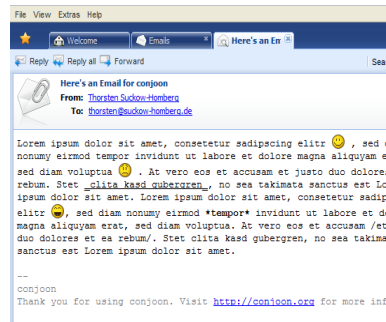 File View Extras Help
Welcome Emails Here's an Em
Reply Reply all Forward Sea
Here's an Email for conjoon
From: Thorsten Suckow-Homberg
To: thorsten@suckow-homberg.de
Lorem ipsum dolor sit amet, consetetur sadipscing elitr , sed
nonumy eirmod tempor invidunt ut labore et dolore magna aliquyam e
sed diam voluptua . At vero eos et accusam et justo duo dolore
rebum. Stet _clita kasd gubergren_, no sea takimata sanctus est Lo
ipsum dolor sit amet. Lorem ipsum dolor sit amet, consetetur sadip
elitr , sed diam nonumy eirmod *tempor* invidunt ut labore et do
magna aliquyam erat, sed diam voluptua. At vero eos et accusam /et
duo dolores et ea rebum/. Stet clita kasd gubergren, no sea takima
sanctus est Lorem ipsum dolor sit amet.
--
conjoon
Thank you for using conjoon. Visit http://conjoon.org for more inf